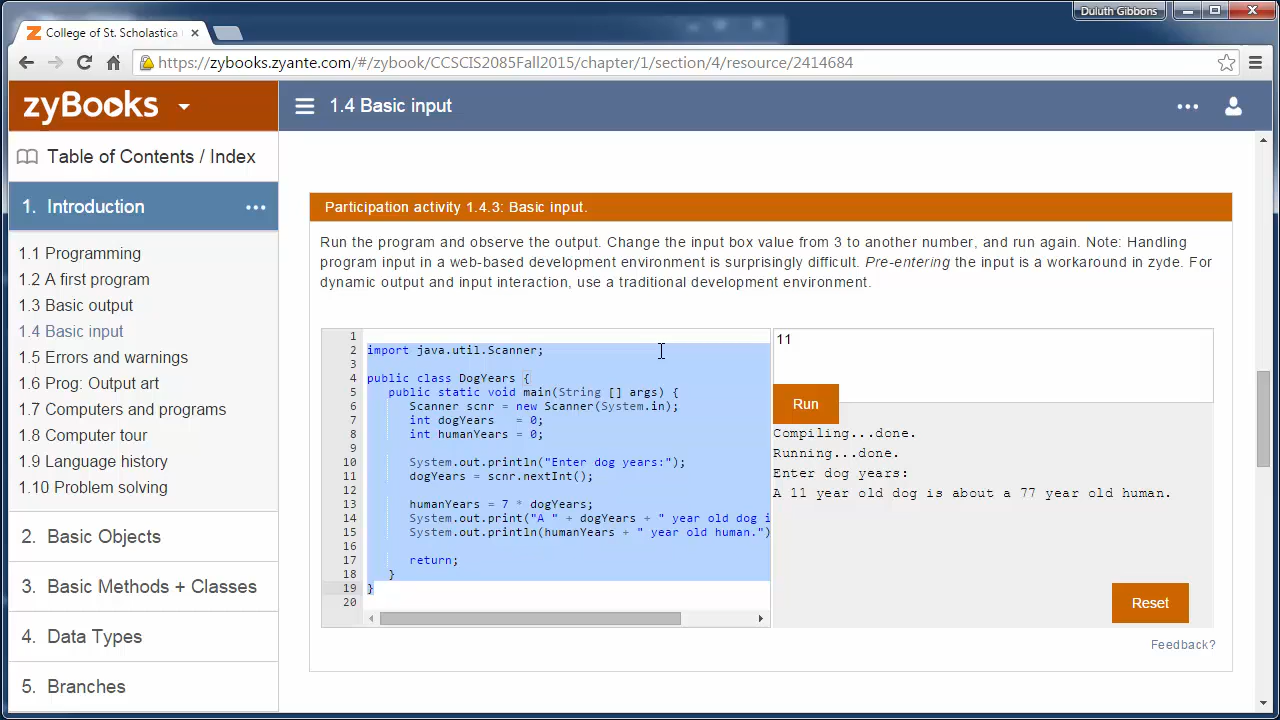 Duluth Gibbons
College of St. Scholastica
https://zybooks.zyante.com/#/zybook/CCSCIS2085Fall2015/chapter/1/section/4/resource/2414684
zyBooks
1.4 Basic input
Table of Contents / Index
1. Introduction
1.1 Programming
1.2 A first program
1.3 Basic output
1.4 Basic input
1.5 Errors and warnings
1.6 Prog: Output art
1.7 Computers and programs
1.8 Computer tour
1.9 Language history
1.10 Problem solving
2. Basic Objects
3. Basic Methods + Classes
4. Data Types
5. Branches
Participation activity 1.4.3: Basic input.
Run the program and observe the output. Change the input box value from 3 to another number, and run again. Note: Handling
program input in a web-based development environment is surprisingly difficult. Pre-entering the input is a workaround in zyde. For
dynamic output and input interaction, use a traditional development environment.
1
2 import java.util.Scanner;
3
4 public class DogYears {
5 public static void main(String [] args) {
6 Scanner scnr = new Scanner(System.in);
7 int dogYears = 0;
8 int humanYears = 0;
9
10 System.out.println("Enter dog years:");
11 dogYears = scnr.nextInt();
12
13 humanYears = 7 * dogYears;
14 System.out.print("A " + dogYears + " year old dog i
15 System.out.println(humanYears + " year old human.")
16
17 return;
18 }
19 }
20
11
Run
Compiling...done.
Running...done.
Enter dog years:
A 11 year old dog is about a 77 year old human.
Reset
Feedback?